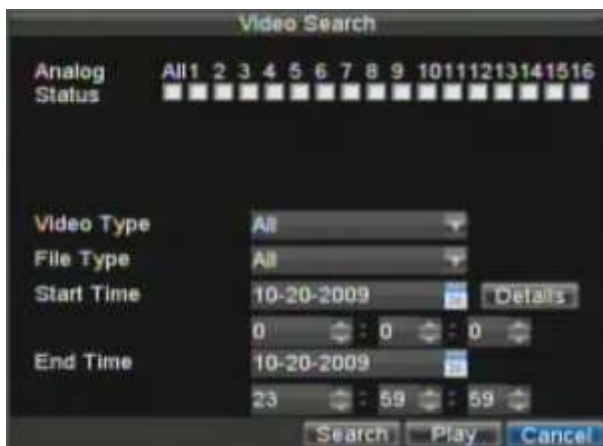 Video Search
Analog All 1 2 3 4 5 6 7 8 9 10 11 12 13 14 15 16
Status
Video Type All
File Type All
Start Time 10-20-2009 Details
0 : 0 : 0
End Time 10-20-2009
23 : 59 : 59
Search Play Cancel